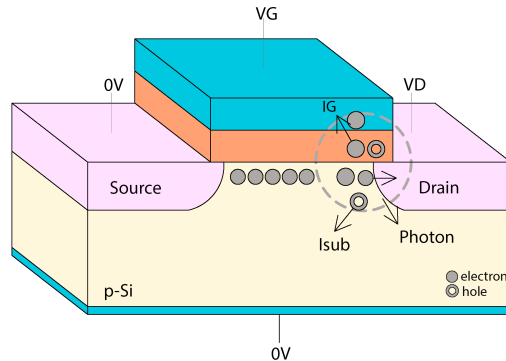 VG
0V
VD
IG
Source
Drain
Isub
Photon
electron
hole
p-Si
0V